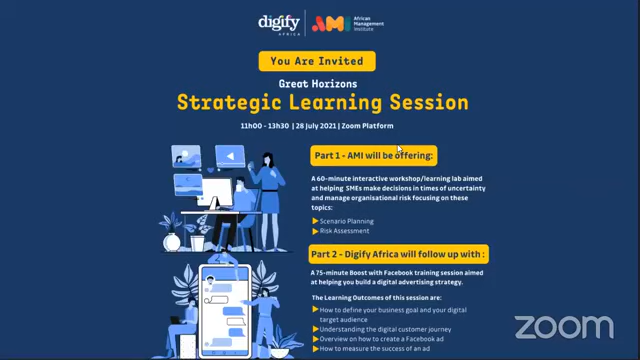 digify
AFRICA
AMI
African
Management
Institute
You Are Invited
Great Horizons
Strategic Learning Session
11h00 - 13h30 | 28 July 2021 | Zoom Platform
Part 1 - AMI will be offering:
A 60-minute interactive workshop/learning lab aimed
at helping SMEs make decisions in times of uncertainty
and manage organisational risk focusing on these
topics:
Scenario Planning
Risk Assessment
Part 2 - Digify Africa will follow up with :
A 75-minute Boost with Facebook training session aimed
at helping you build a digital advertising strategy.
The Learning Outcomes of this session are:
How to define your business goal and your digital
target audience
Understanding the digital customer journey
Overview on how to create a Facebook ad
How to measure the success of an ad
zoom